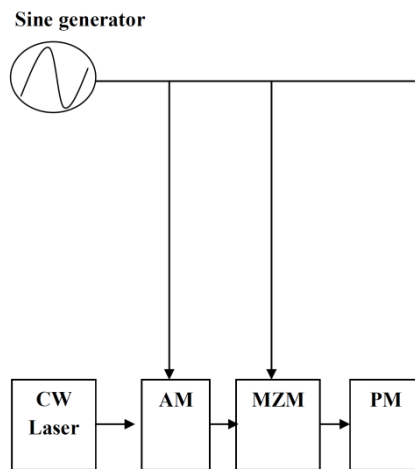 Sine generator
CW
Laser
AM
MZM
PM